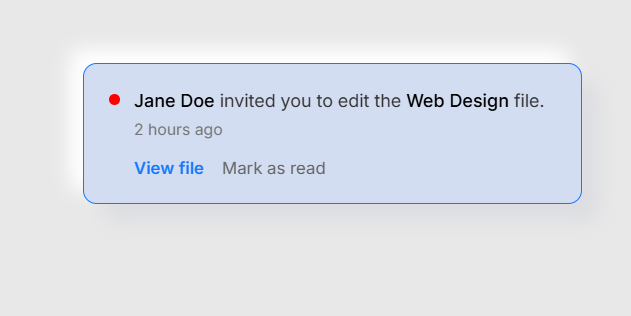 Jane Doe invited you to edit the Web Design file.
2 hours ago
View file Mark as read